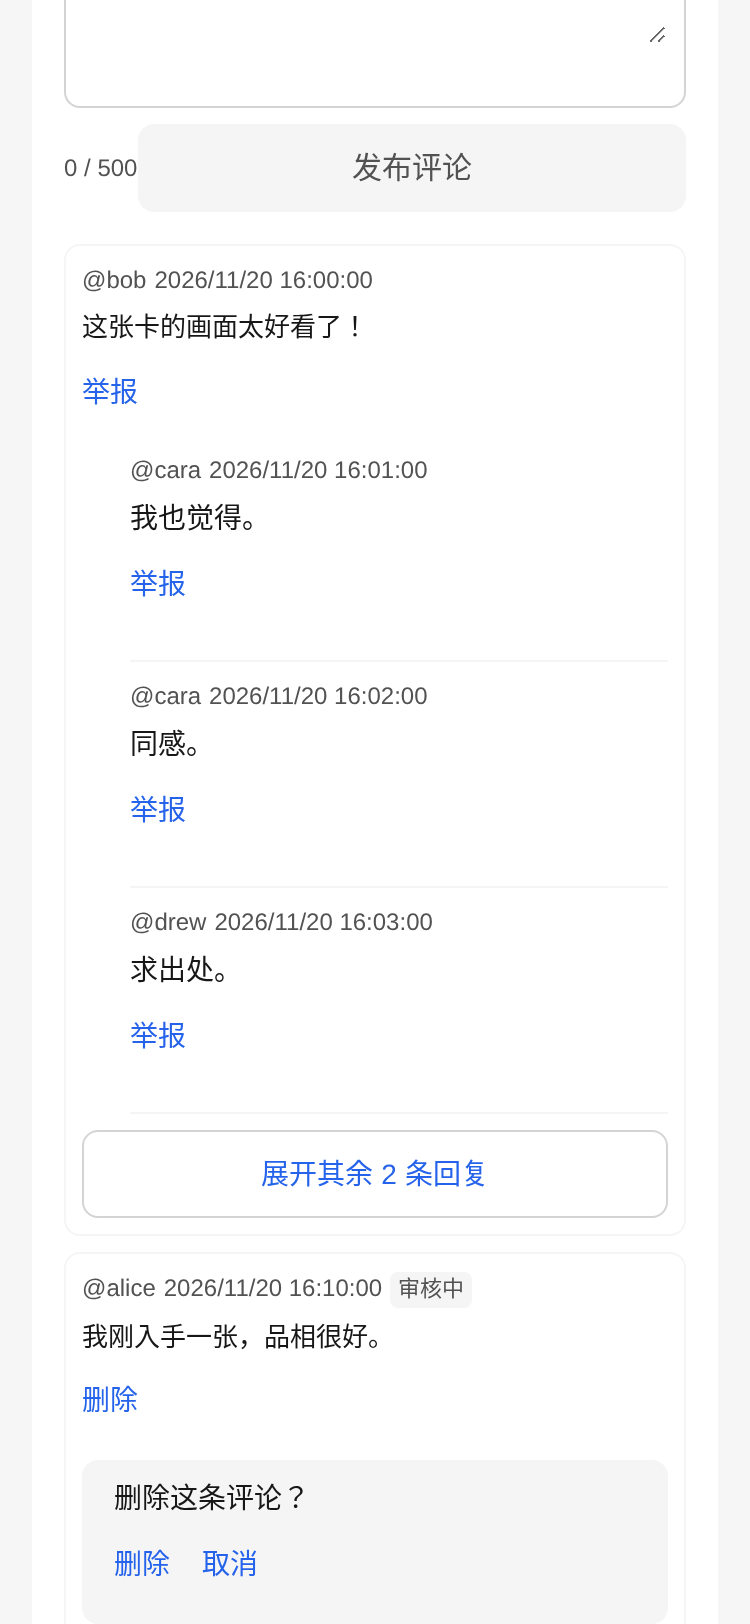 0 / 500
发布评论
@bob 2026/11/20 16:00:00
这张卡的画面太好看了！
举报
@cara 2026/11/20 16:01:00
我也觉得。
举报
@cara 2026/11/20 16:02:00
同感。
举报
@drew 2026/11/20 16:03:00
求出处。
举报
展开其余 2 条回复
@alice 2026/11/20 16:10:00 审核中
我刚入手一张，品相很好。
删除
删除这条评论？
删除 取消